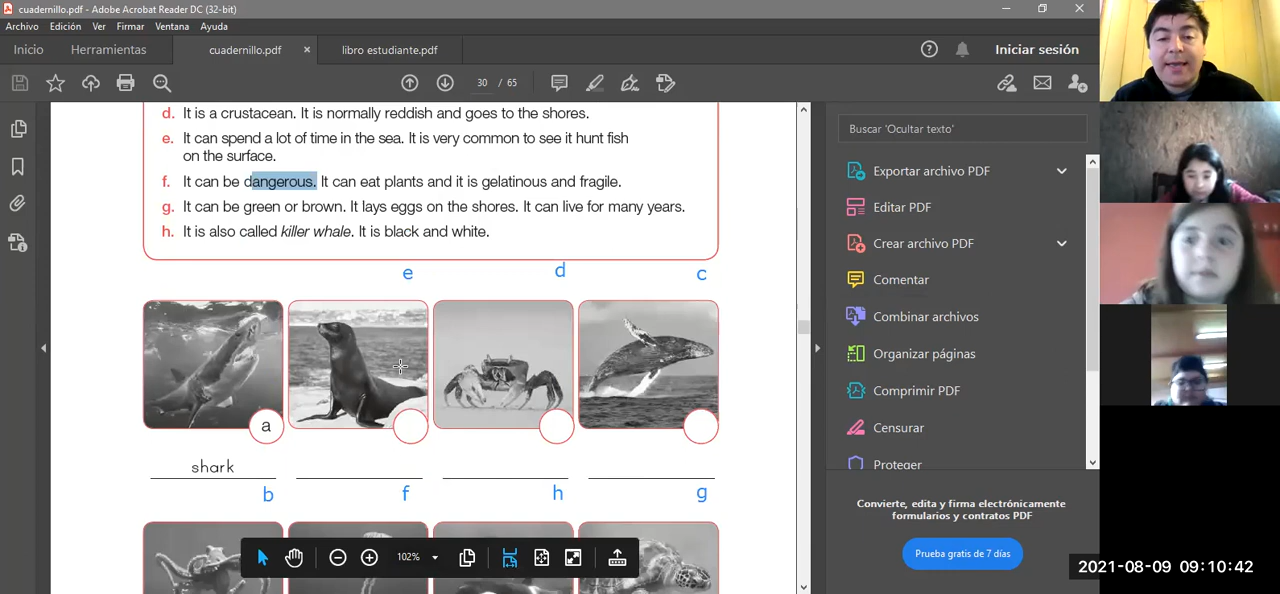 cuadernillo.pdf - Adobe Acrobat Reader DC (32-bit)
Archivo Edición Ver Firmar Ventana Ayuda
Inicio Herramientas cuadernillo.pdf × libro estudiante.pdf Iniciar sesión
30 / 65
d. It is a crustacean. It is normally reddish and goes to the shores.
e. It can spend a lot of time in the sea. It is very common to see it hunt fish
on the surface.
f. It can be dangerous. It can eat plants and it is gelatinous and fragile.
g. It can be green or brown. It lays eggs on the shores. It can live for many years.
h. It is also called killer whale. It is black and white.
e d c
a
shark
b f h g
102%
Buscar 'Ocultar texto'
Exportar archivo PDF
Editar PDF
Crear archivo PDF
Comentar
Combinar archivos
Organizar páginas
Comprimir PDF
Censurar
Proteger
Convierte, edita y firma electrónicamente
formularios y contratos PDF
Prueba gratis de 7 días
2021-08-09 09:10:42